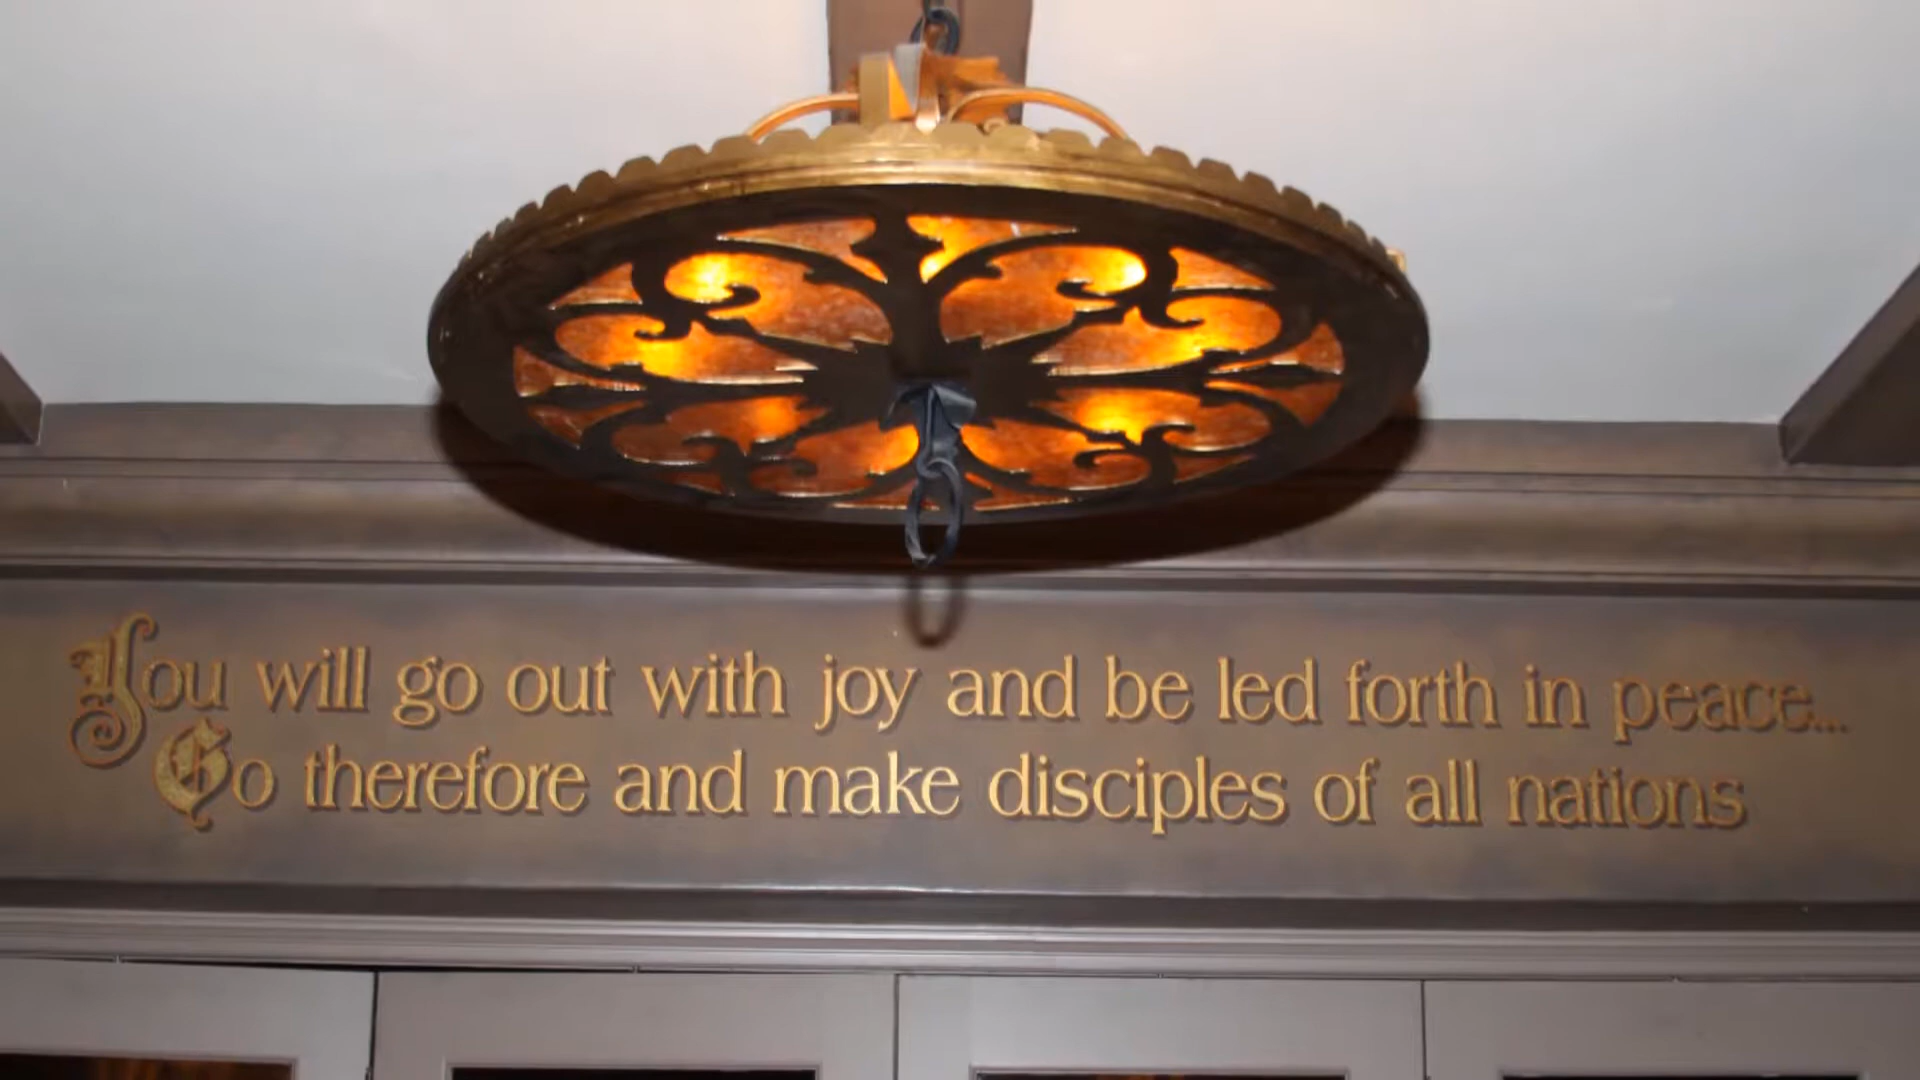 You will go out with joy and be led forth in peace...
Go therefore and make disciples of all nations